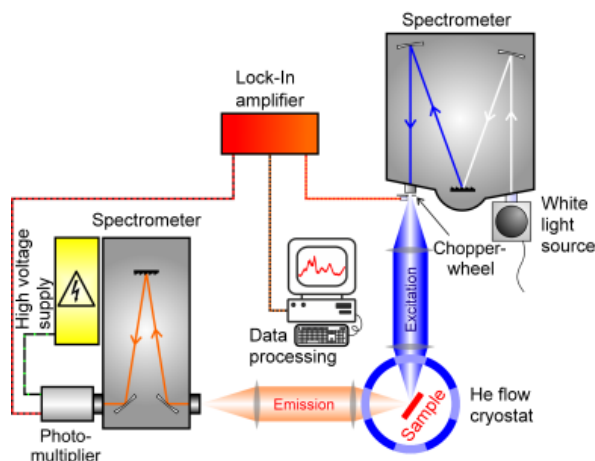 Spectrometer
Lock-In
amplifier
White
light
source
Chopper-
wheel
Spectrometer
High voltage
supply
Excitation
Data
processing
Emission
Sample
He flow
cryostat
Photo-
multiplier